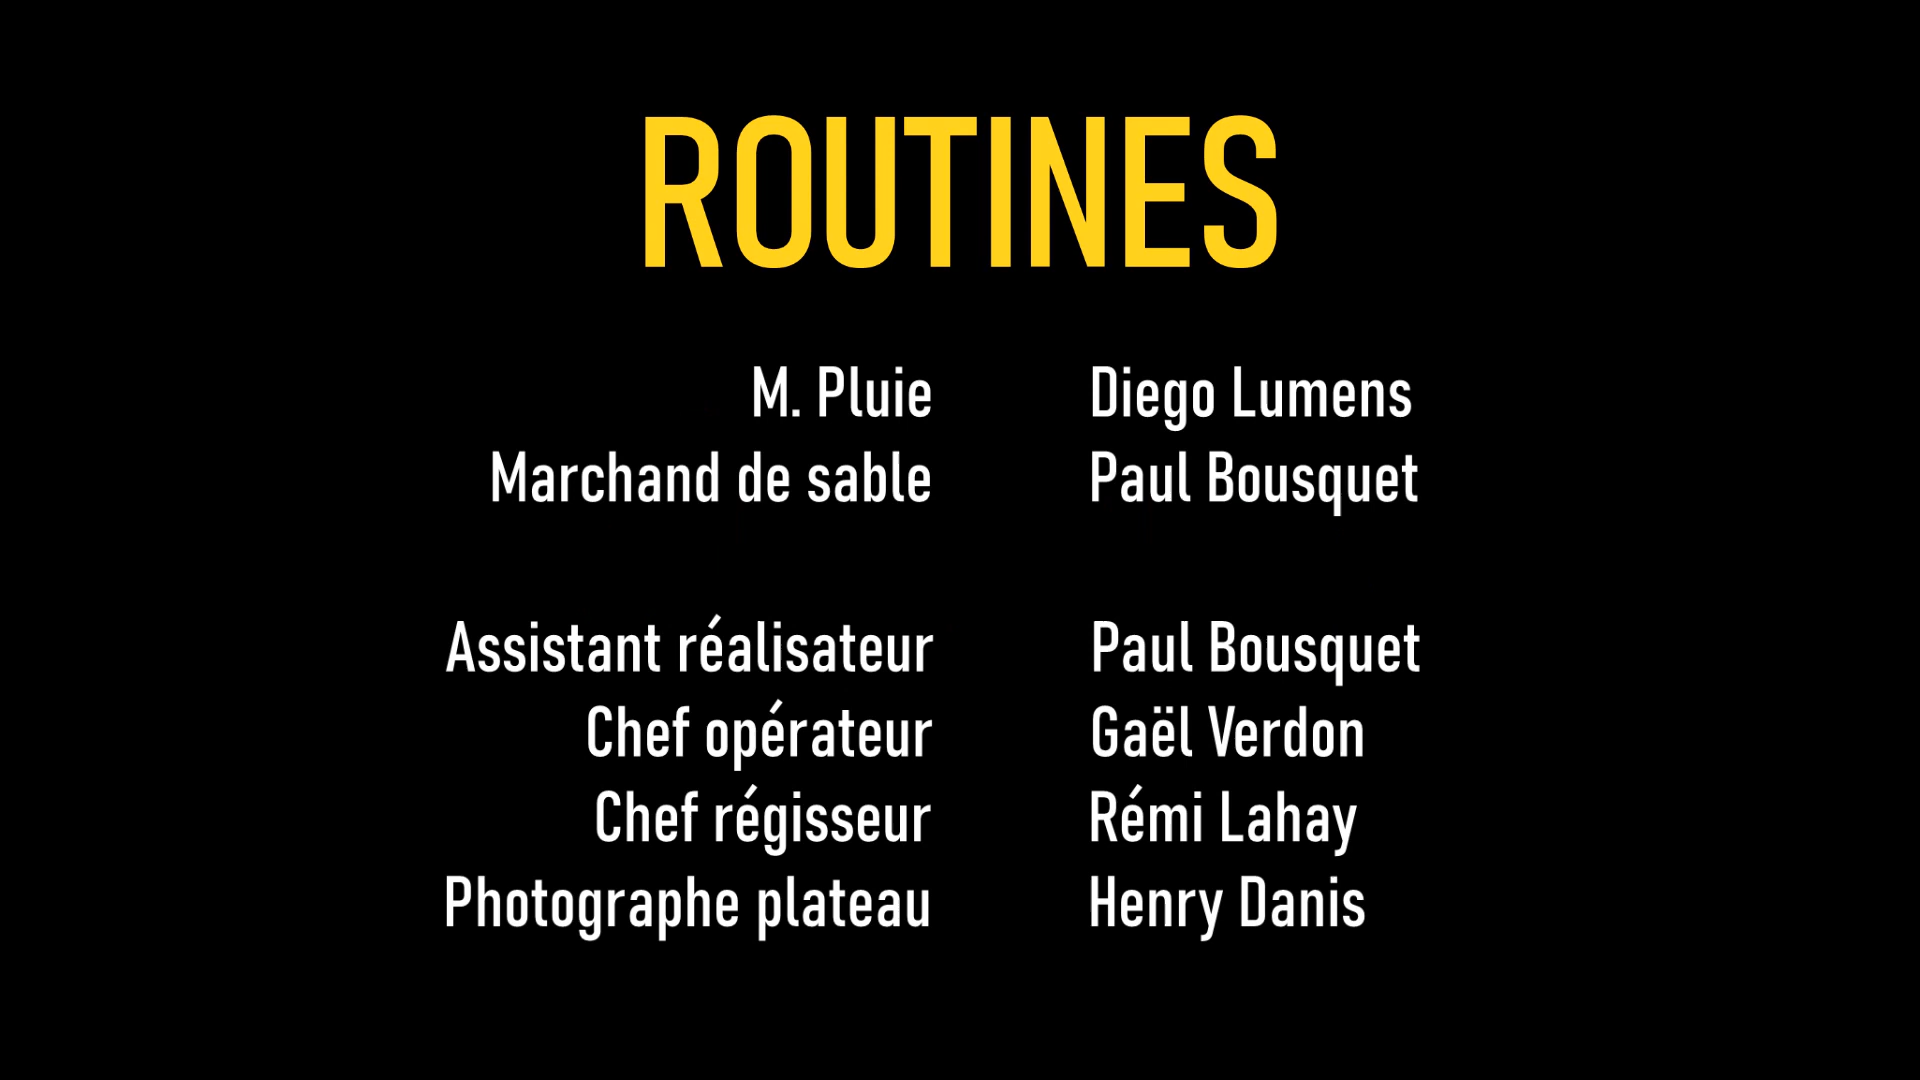 ROUTINES
M. Pluie Diego Lumens
Marchand de sable Paul Bousquet
Assistant réalisateur Paul Bousquet
Chef opérateur Gaël Verdon
Chef régisseur Rémi Lahay
Photographe plateau Henry Danis